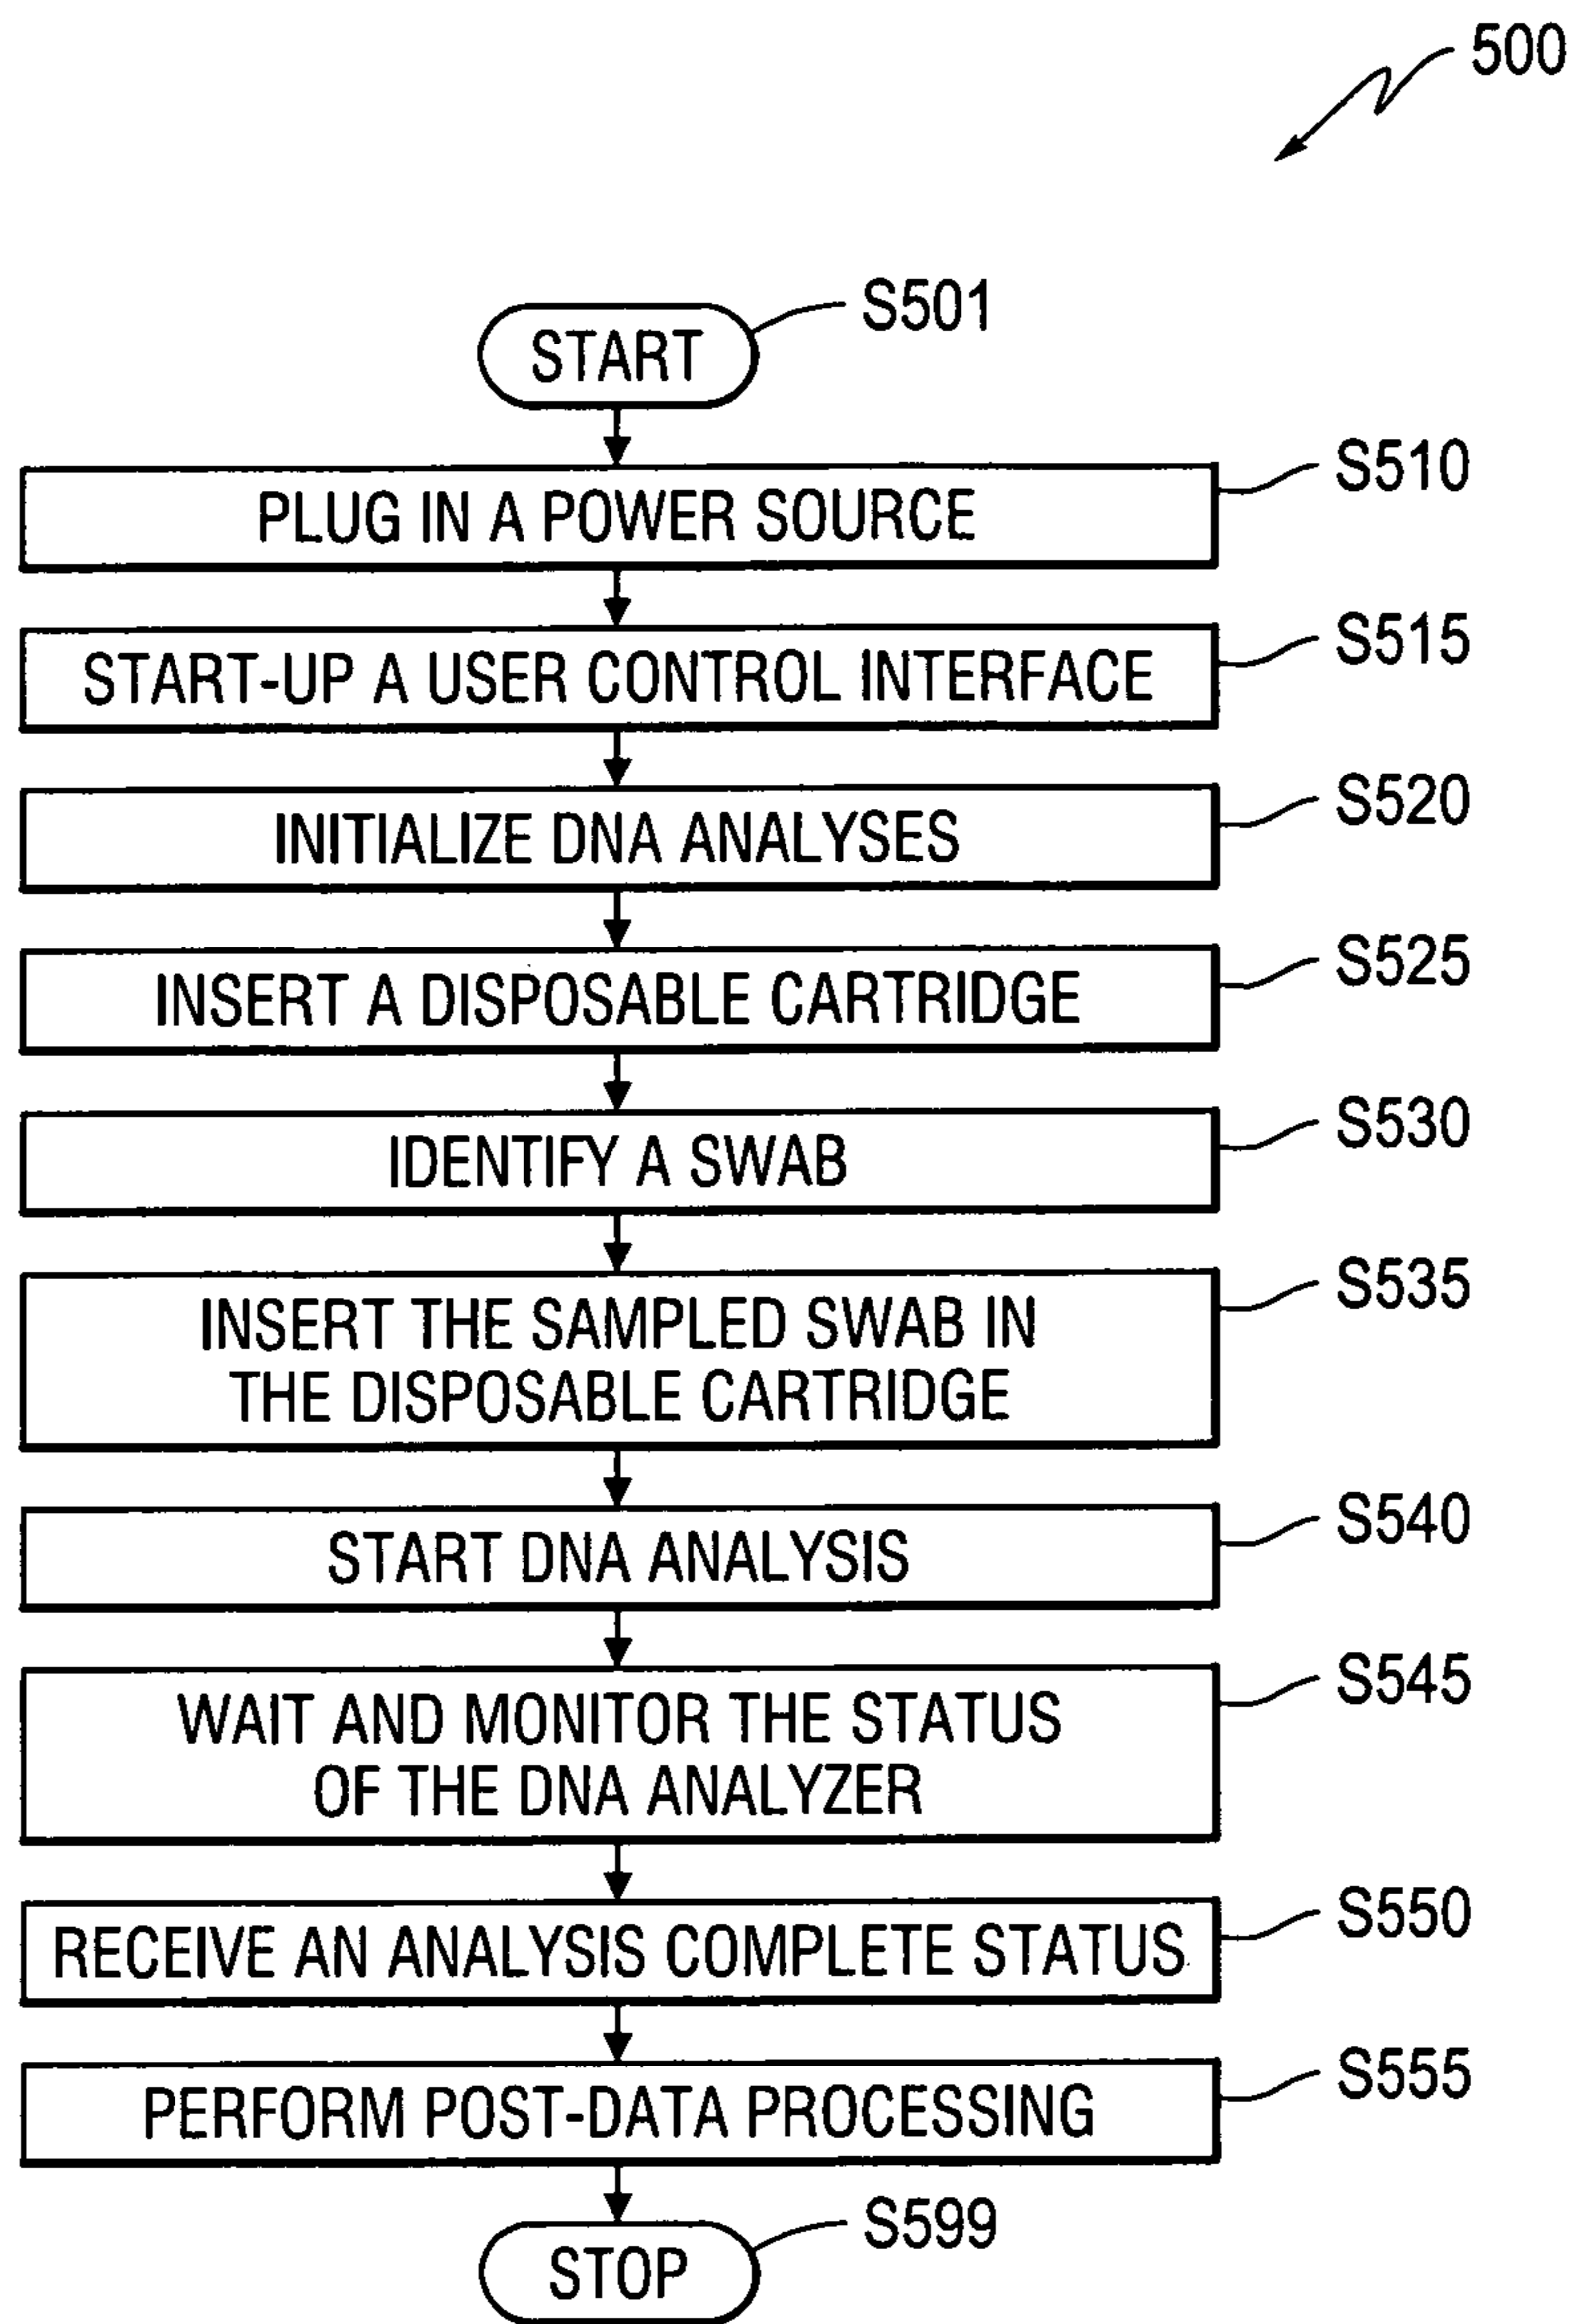 500
START
S501
PLUG IN A POWER SOURCE
S510
START-UP A USER CONTROL INTERFACE
S515
INITIALIZE DNA ANALYSES
S520
INSERT A DISPOSABLE CARTRIDGE
S525
IDENTIFY A SWAB
S530
INSERT THE SAMPLED SWAB IN
THE DISPOSABLE CARTRIDGE
S535
START DNA ANALYSIS
S540
WAIT AND MONITOR THE STATUS
OF THE DNA ANALYZER
S545
RECEIVE AN ANALYSIS COMPLETE STATUS
S550
PERFORM POST-DATA PROCESSING
S555
STOP
S599